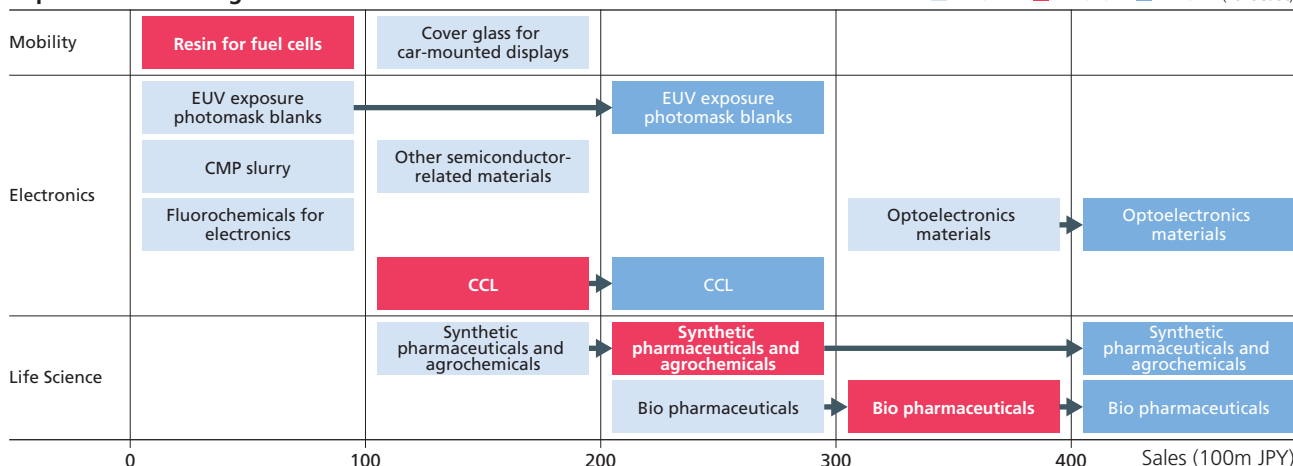 Mobility
Resin for fuel cells
Cover glass for
car-mounted displays
Electronics
EUV exposure
photomask blanks
EUV exposure
photomask blanks
CMP slurry
Other semiconductor-
related materials
Fluorochemicals for
electronics
Optoelectronics
materials
Optoelectronics
materials
CCL
CCL
Life Science
Synthetic
pharmaceuticals and
agrochemicals
Synthetic
pharmaceuticals and
agrochemicals
Synthetic
pharmaceuticals and
agrochemicals
Bio pharmaceuticals
Bio pharmaceuticals
Bio pharmaceuticals
0 100 200 300 400 Sales (100m JPY)